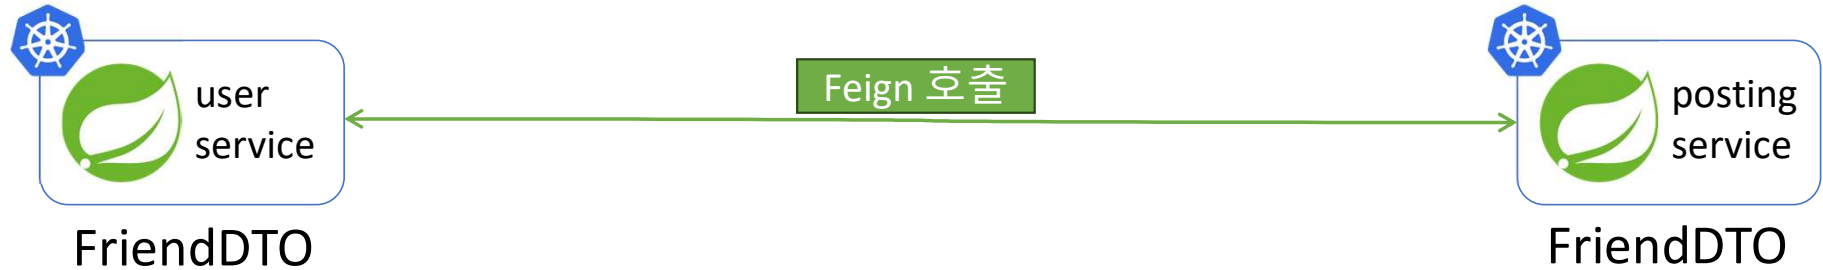 user
service
FriendDTO
Feign 호출
posting
service
FriendDTO